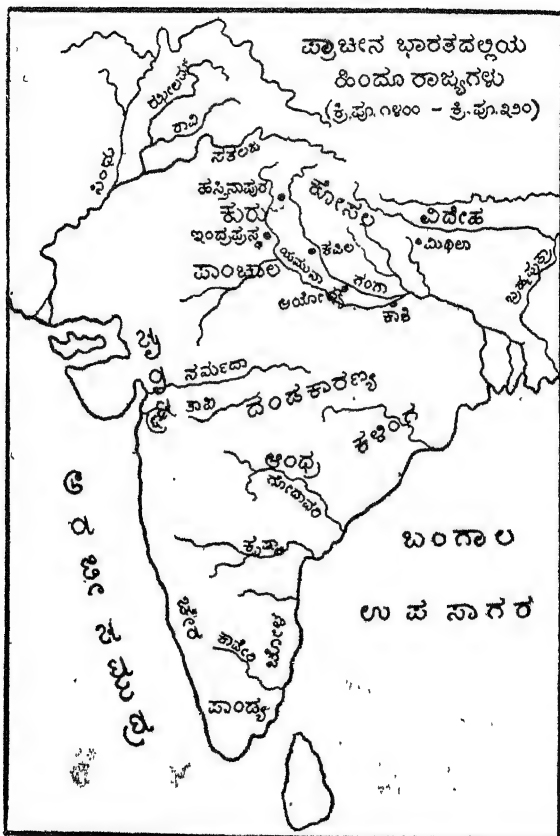 ಪ್ರಾಚೀನ ಭಾರತದಲ್ಲಿಯ
ಹಿಂದೂ ರಾಜ್ಯಗಳು
(ಕ್ರಿ.ಪೂ.೧೪೦೦ - ಕ್ರಿ.ಪೂ.೩೨೦)
ಝೇಲಮ್
ರಾವಿ
ಸತಲಜ
ಸಿಂಧು
ಹಸ್ತಿನಾಪುರ
ಕುರು
ಇಂದ್ರಪ್ರಸ್ಥ
ಕೋಸಲ
ವಿದೇಹ
ಮಿಥಿಲಾ
ಬ್ರಹ್ಮಪುತ್ರಾ
ಕಪಿಲ
ಪಾಂಚಾಲ
ಯಮುನಾ
ಗಂಗಾ
ಕಾಶಿ
ನರ್ಮದಾ
ತಾಪಿ
ದಂಡಕಾರಣ್ಯ
ಕಳಿಂಗ
ಆಂಧ್ರ
ಗೋದಾವರಿ
ಕೃಷ್ಣಾ
ಅರಬೀ ಸಮುದ್ರ
ಬಂಗಾಲ
ಉಪಸಾಗರ
ಚೇರ
ಕಾವೇರಿ
ಚೋಳ
ಪಾಂಡ್ಯ